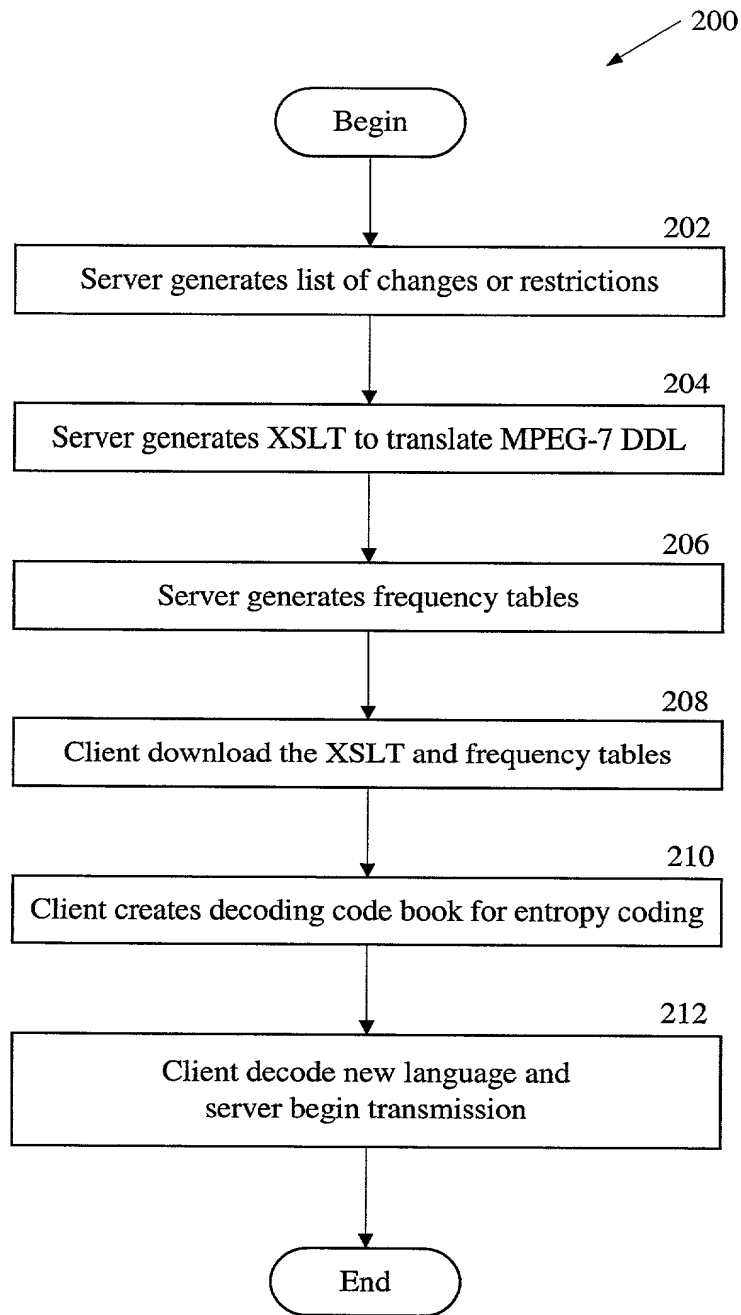 200
Begin
202
Server generates list of changes or restrictions
204
Server generates XSLT to translate MPEG-7 DDL
206
Server generates frequency tables
208
Client download the XSLT and frequency tables
210
Client creates decoding code book for entropy coding
212
Client decode new language and
server begin transmission
End